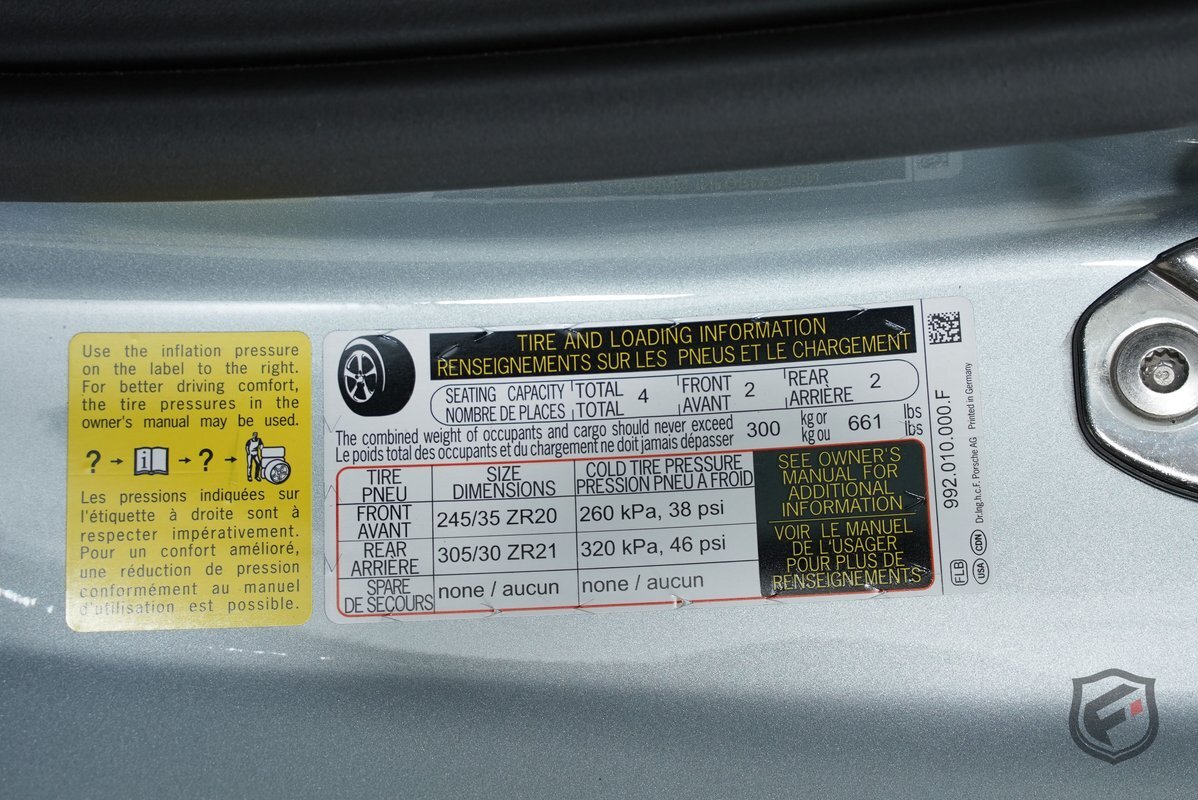 Use the inflation pressure
on the label to the right.
For better driving comfort,
the tire pressures in the
owner's manual may be used.
? → i → ? →
Les pressions indiquées sur
l'étiquette à droite sont à
respecter impérativement.
Pour un confort amélioré,
une réduction de pression
conformément au manuel
d'utilisation est possible.
TIRE AND LOADING INFORMATION
RENSEIGNEMENTS SUR LES PNEUS ET LE CHARGEMENT
SEATING CAPACITY TOTAL 4 FRONT 2 REAR 2
NOMBRE DE PLACES TOTAL AVANT ARRIÈRE
The combined weight of occupants and cargo should never exceed 300 kg or 661 lbs
Le poids total des occupants et du chargement ne doit jamais dépasser kg ou lbs
TIRE SIZE COLD TIRE PRESSURE
PNEU DIMENSIONS PRESSION PNEU A FROID
FRONT 245/35 ZR20 260 kPa, 38 psi
AVANT
REAR 305/30 ZR21 320 kPa, 46 psi
ARRIÈRE
SPARE none / aucun none / aucun
DE SECOURS
SEE OWNER'S
MANUAL FOR
ADDITIONAL
INFORMATION
VOIR LE MANUEL
DE L'USAGER
POUR PLUS DE
RENSEIGNEMENTS
992.010.000.F
Dr.Ing.h.c.F. Porsche AG Printed in Germany
FLB
USA CDN
F